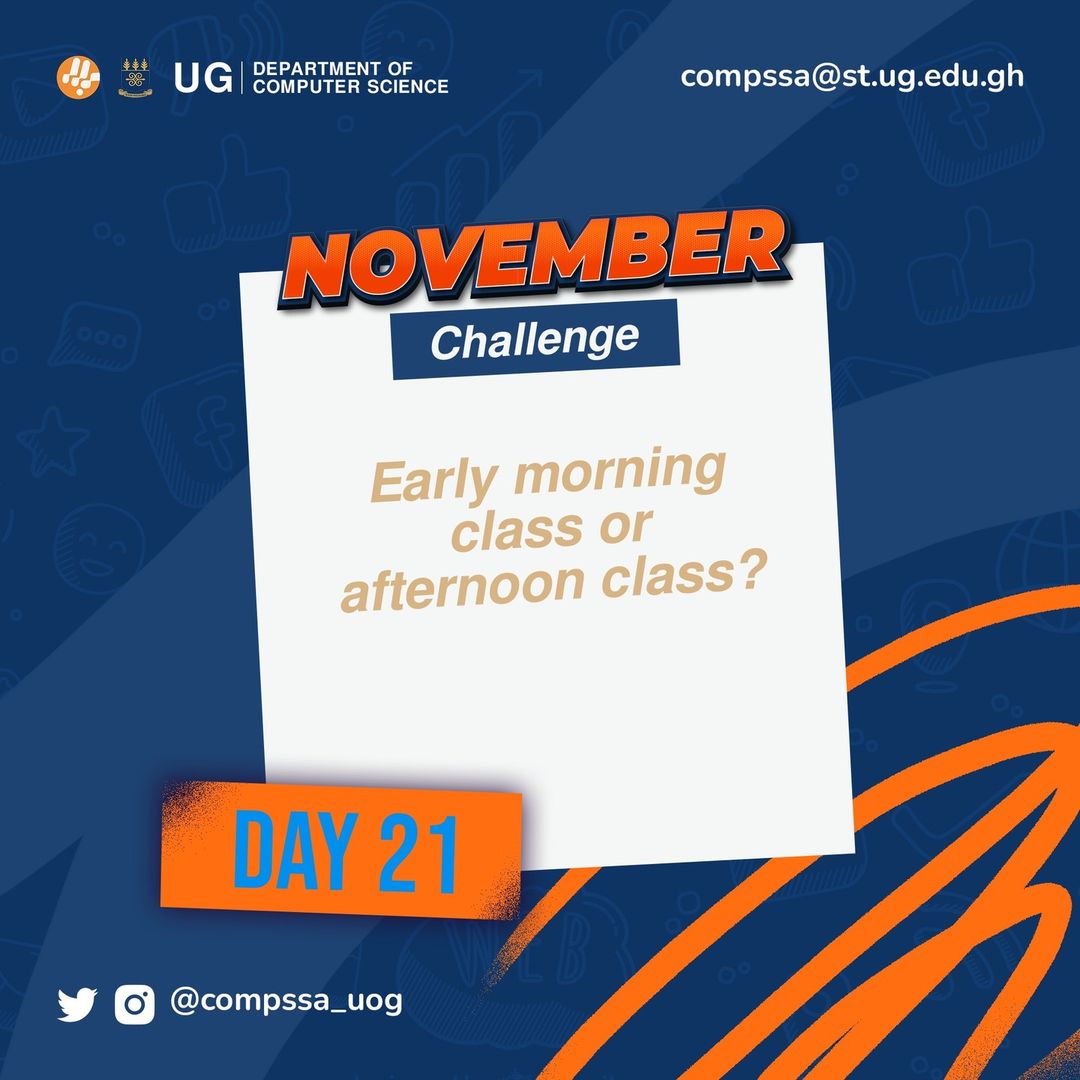 UG
DEPARTMENT OF
COMPUTER SCIENCE
compssa@st.ug.edu.gh
NOVEMBER
Challenge
Early morning
class or
afternoon class?
DAY 21
WEB
@compssa_uog